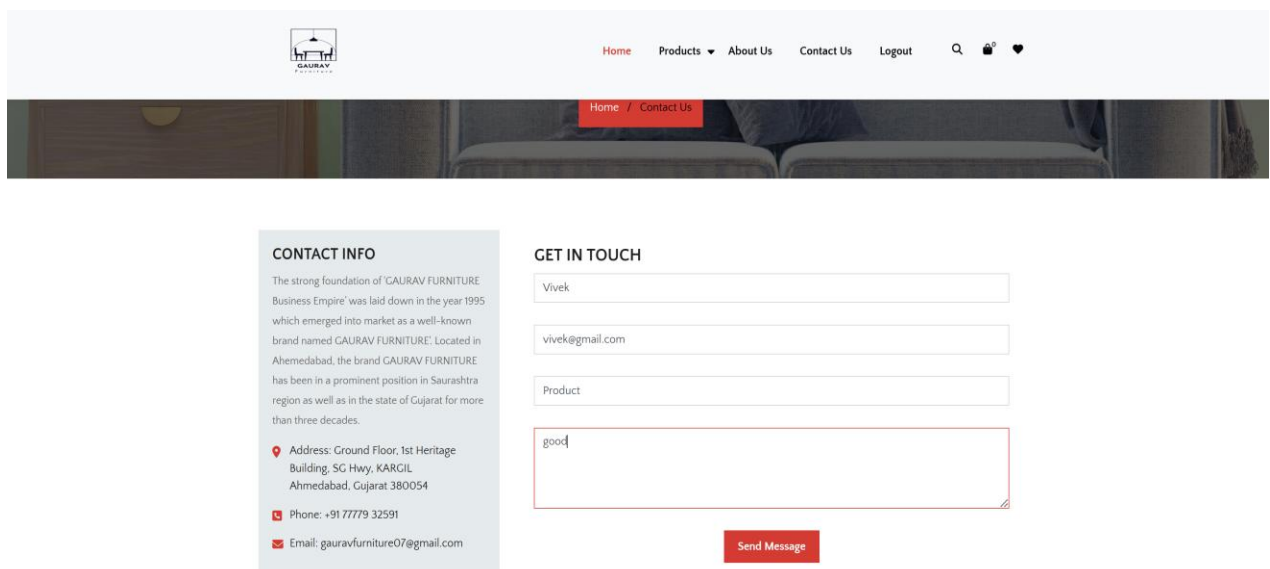 GAURAV
Furniture
Home Products About Us Contact Us Logout 0
Home / Contact Us
CONTACT INFO
The strong foundation of 'GAURAV FURNITURE
Business Empire' was laid down in the year 1995
which emerged into market as a well-known
brand named GAURAV FURNITURE'. Located in
Ahemedabad, the brand GAURAV FURNITURE
has been in a prominent position in Saurashtra
region as well as in the state of Gujarat for more
than three decades.
Address: Ground Floor, 1st Heritage
Building, SG Hwy, KARGIL
Ahmedabad, Gujarat 380054
Phone: +91 77779 32591
Email: gauravfurniture07@gmail.com
GET IN TOUCH
Vivek
vivek@gmail.com
Product
good
Send Message